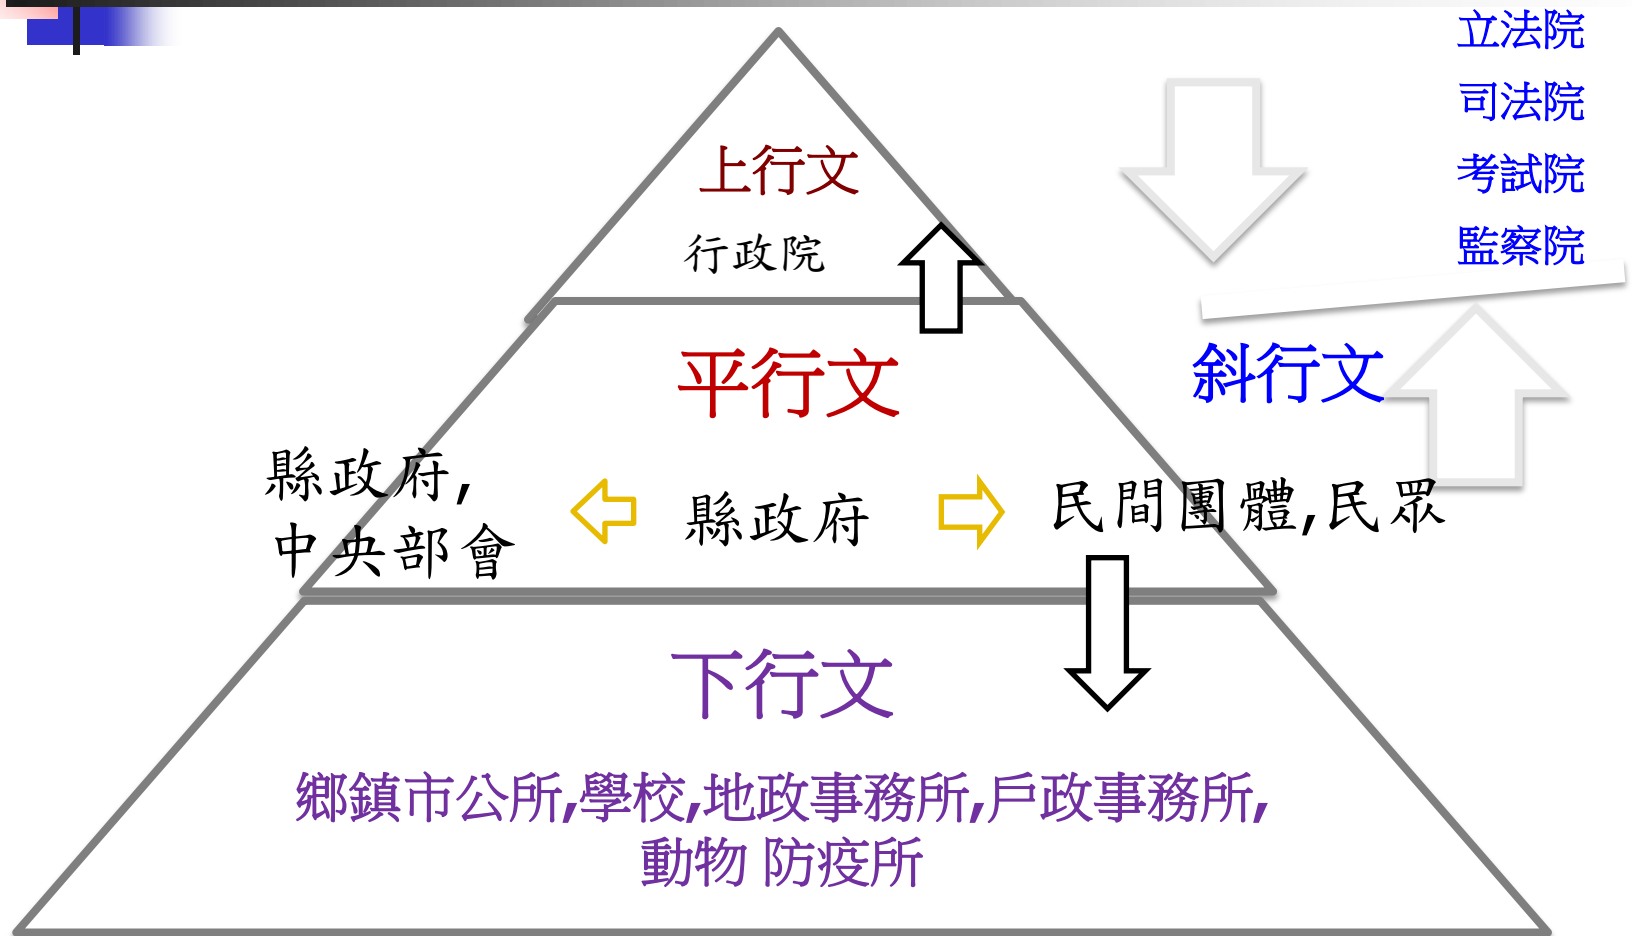 立法院
司法院
考試院
監察院
上行文
行政院
平行文
斜行文
縣政府,
中央部會
縣政府
民間團體,民眾
下行文
鄉鎮市公所,學校,地政事務所,戶政事務所,
動物 防疫所